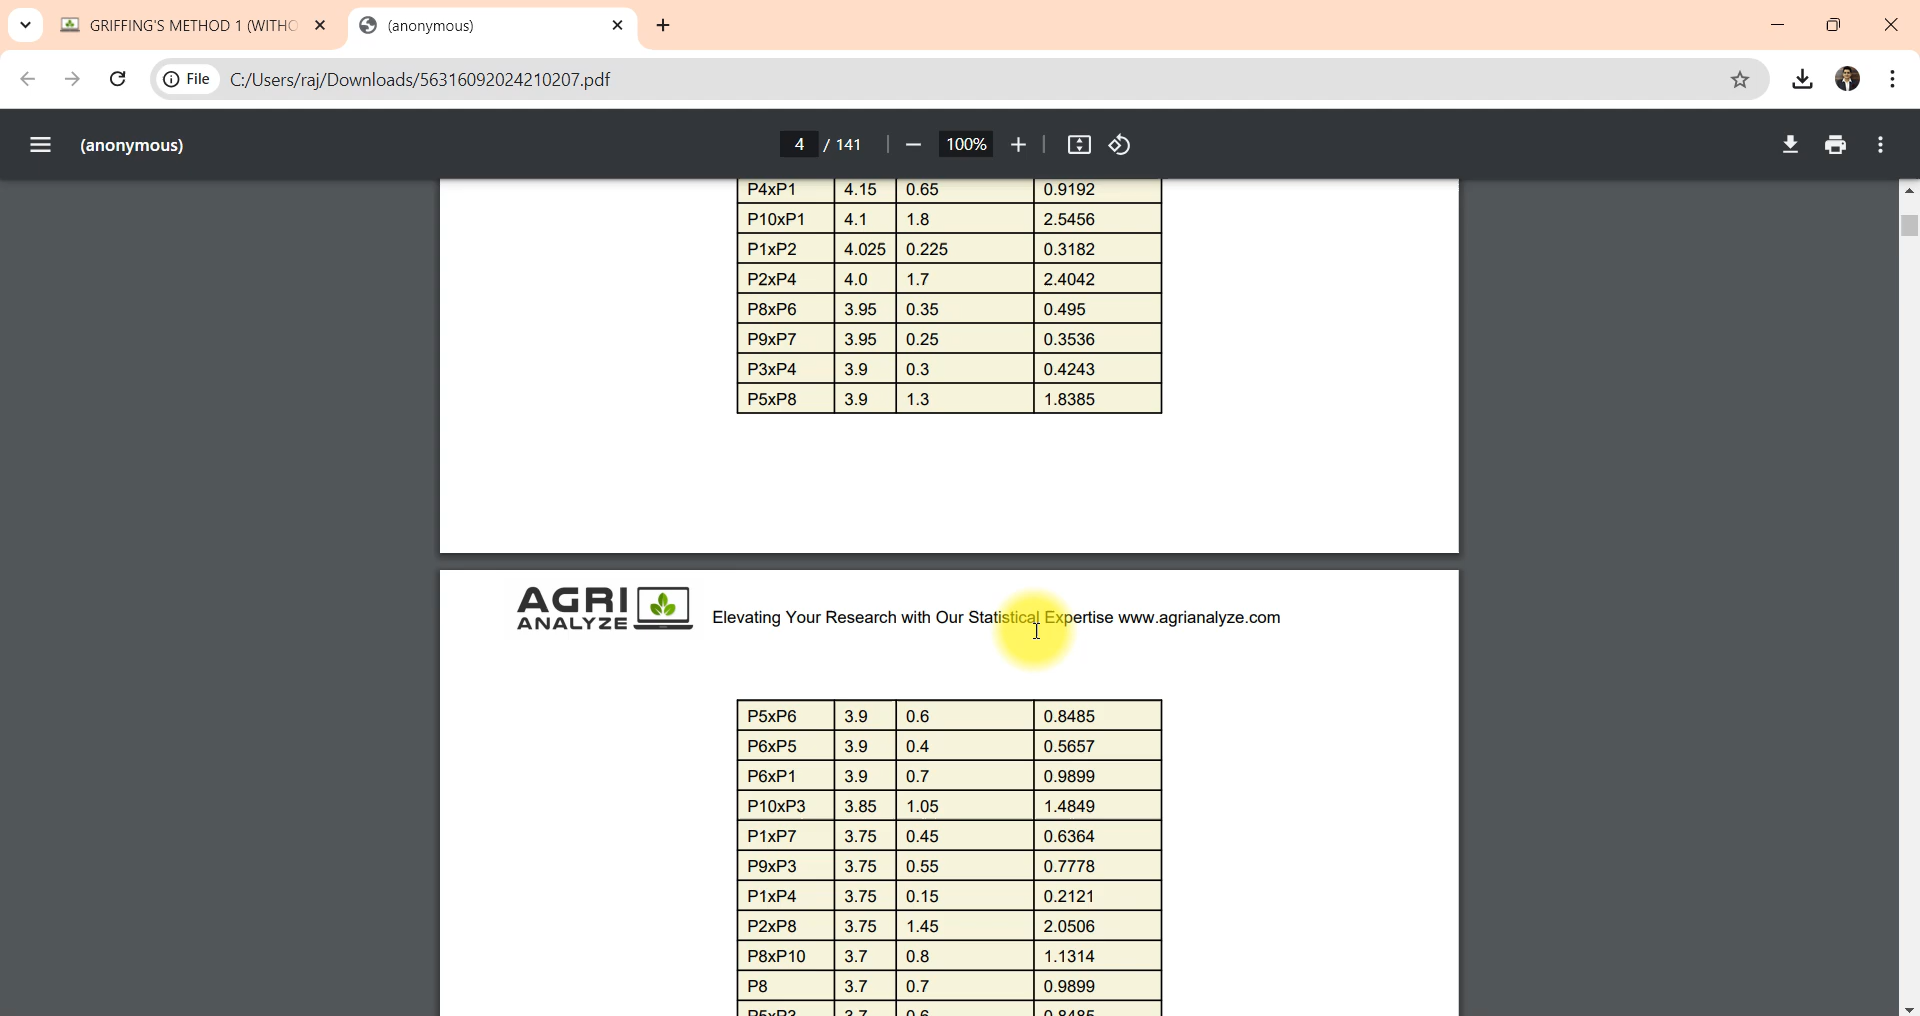 GRIFFING'S METHOD 1 (WITHO
(anonymous)
File C:/Users/raj/Downloads/56316092024210207.pdf
(anonymous)
4 / 141
100%
P4xP1 4.15 0.65 0.9192
P10xP1 4.1 1.8 2.5456
P1xP2 4.025 0.225 0.3182
P2xP4 4.0 1.7 2.4042
P8xP6 3.95 0.35 0.495
P9xP7 3.95 0.25 0.3536
P3xP4 3.9 0.3 0.4243
P5xP8 3.9 1.3 1.8385
AGRI
ANALYZE
Elevating Your Research with Our Statistical Expertise www.agrianalyze.com
P5xP6 3.9 0.6 0.8485
P6xP5 3.9 0.4 0.5657
P6xP1 3.9 0.7 0.9899
P10xP3 3.85 1.05 1.4849
P1xP7 3.75 0.45 0.6364
P9xP3 3.75 0.55 0.7778
P1xP4 3.75 0.15 0.2121
P2xP8 3.75 1.45 2.0506
P8xP10 3.7 0.8 1.1314
P8 3.7 0.7 0.9899